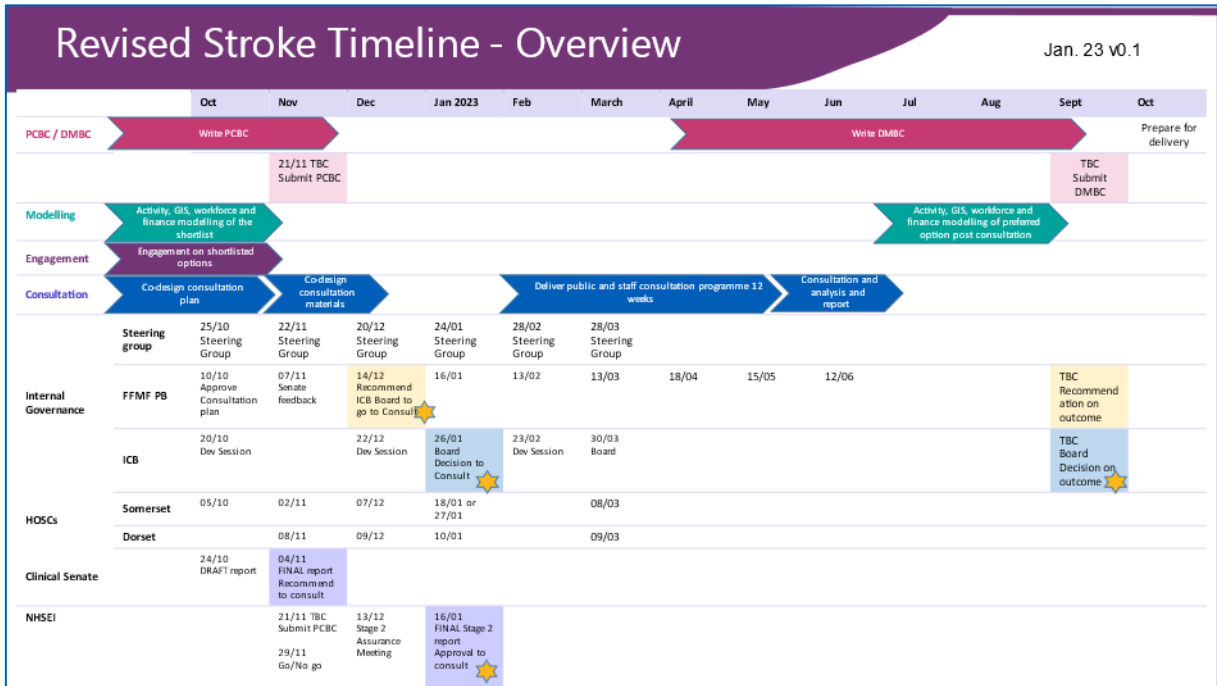 Revised Stroke Timeline - Overview
Jan. 23 v0.1
Oct Nov Dec Jan 2023 Feb March April May Jun Jul Aug Sept Oct
PCBC / DMBC
Write PCBC
Write DMBC
Prepare for
delivery
21/11 TBC
Submit PCBC
TBC
Submit
DMBC
Modelling
Activity, GIS, workforce and
finance modelling of the
shortlist
Activity, GIS, workforce and
finance modelling of preferred
option post consultation
Engagement
Engagement on shortlisted
options
Consultation
Co-design consultation
plan
Co-design
consultation
materials
Deliver public and staff consultation programme 12
weeks
Consultation and
analysis and
report
Internal
Governance
Steering
group
25/10
Steering
Group
22/11
Steering
Group
20/12
Steering
Group
24/01
Steering
Group
28/02
Steering
Group
28/03
Steering
Group
FFMF PB
10/10
Approve
Consultation
plan
07/11
Senate
feedback
14/12
Recommend
ICB Board to
go to Consult
16/01
13/02
13/03
18/04
15/05
12/06
TBC
Recommend
ation on
outcome
ICB
20/10
Dev Session
22/12
Dev Session
26/01
Board
Decision to
Consult
23/02
Dev Session
30/03
Board
TBC
Board
Decision on
outcome
HOSCs
Somerset
05/10
02/11
07/12
18/01 or
27/01
08/03
Dorset
08/11
09/12
10/01
09/03
Clinical Senate
24/10
DRAFT report
04/11
FINAL report
Recommend
to consult
NHSEI
21/11 TBC
Submit PCBC
29/11
Go/No go
13/12
Stage 2
Assurance
Meeting
16/01
FINAL Stage 2
report
Approval to
consult